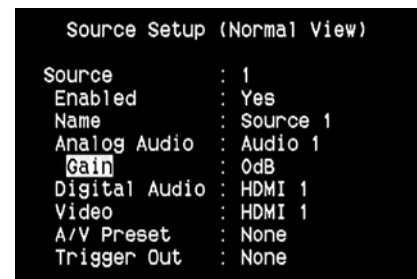 Source Setup (Normal View)
Source : 1
Enabled : Yes
Name : Source 1
Analog Audio : Audio 1
Gain : 0dB
Digital Audio : HDMI 1
Video : HDMI 1
A/V Preset : None
Trigger Out : None